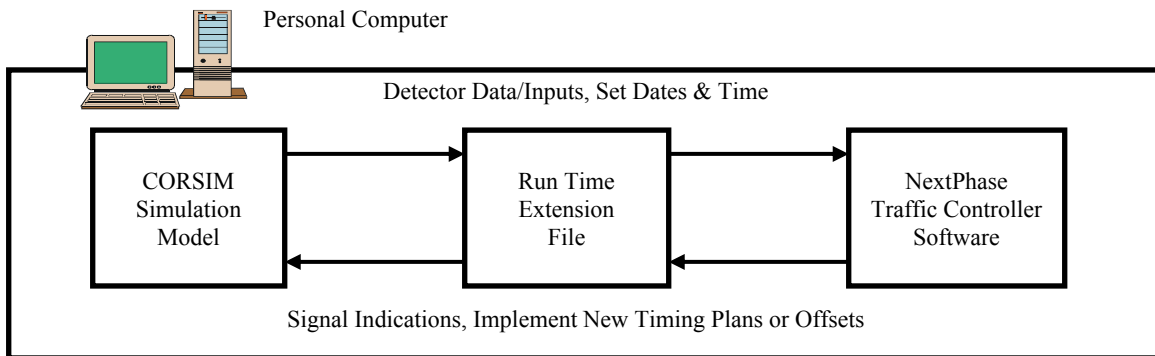 Personal Computer
Detector Data/Inputs, Set Dates & Time
CORSIM
Simulation
Model
Run Time
Extension
File
NextPhase
Traffic Controller
Software
Signal Indications, Implement New Timing Plans or Offsets